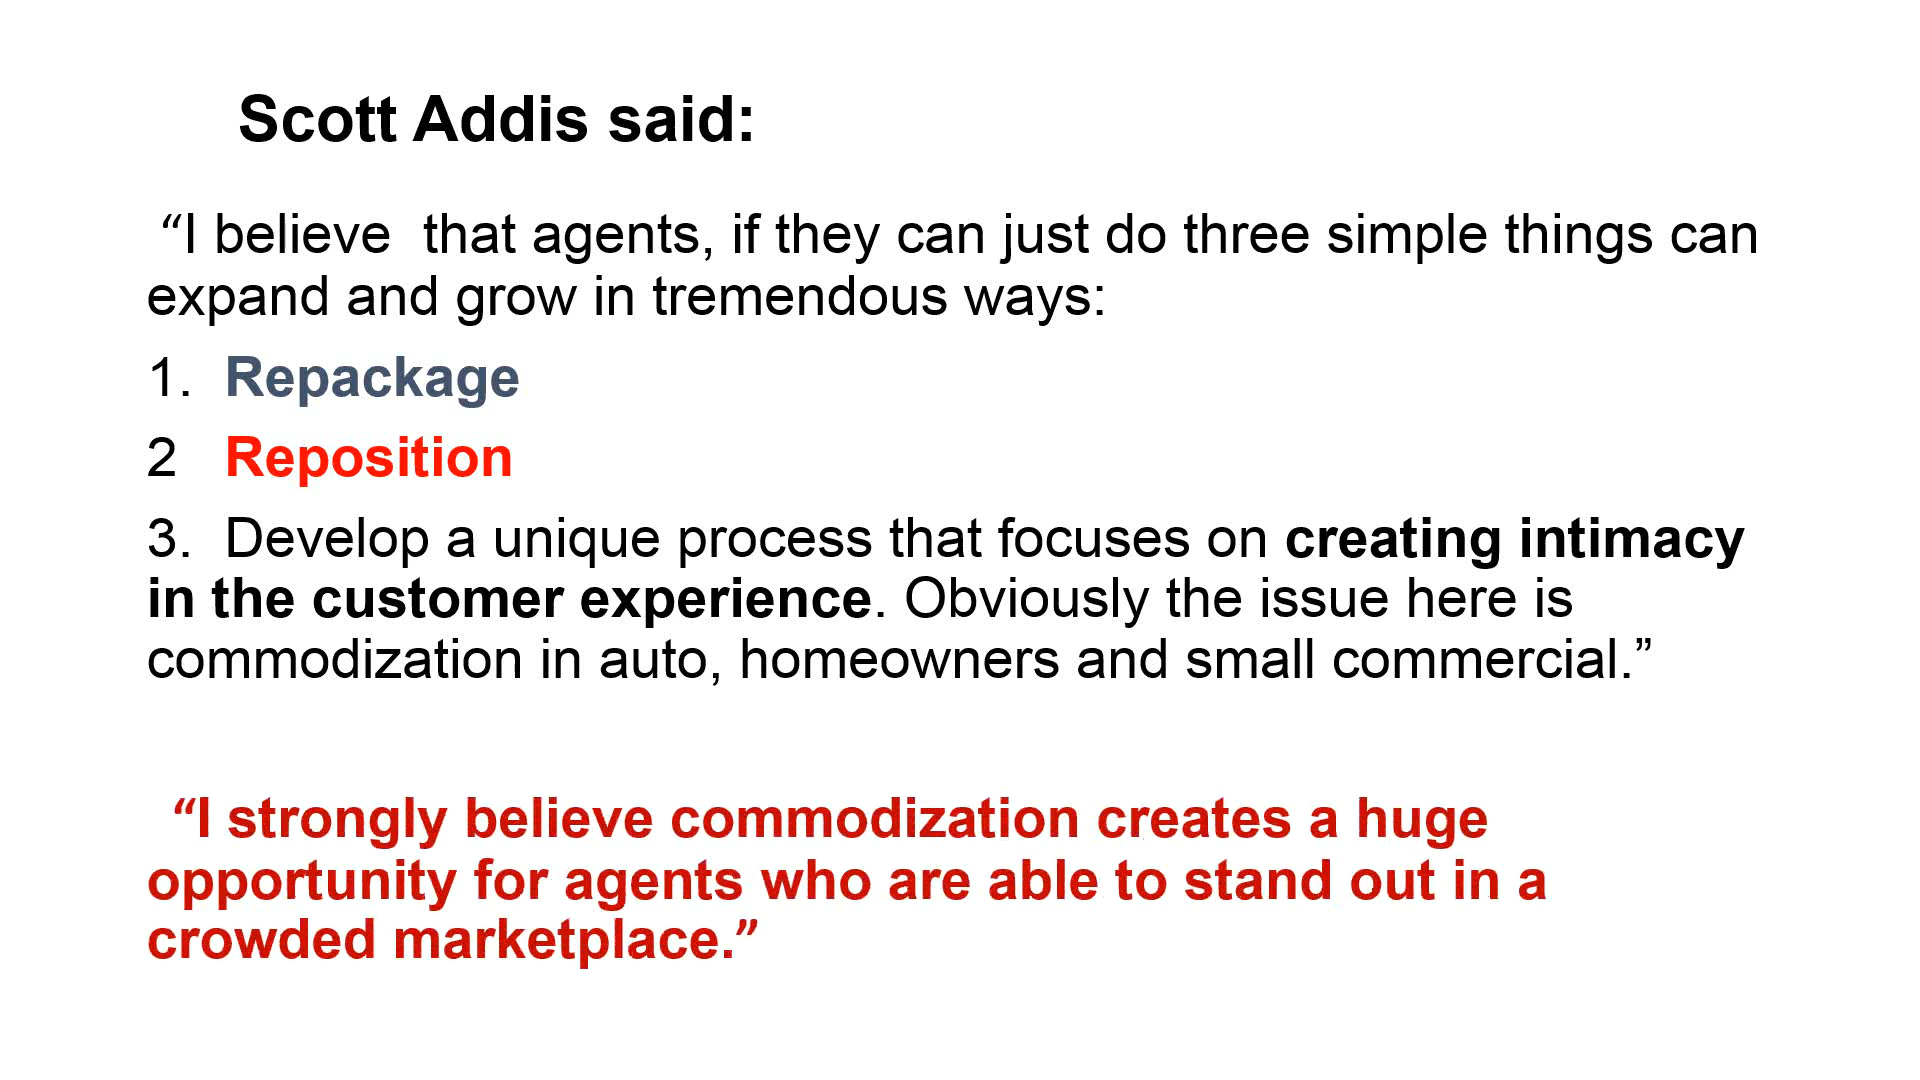 Scott Addis said:
“I believe  that agents, if they can just do three simple things can
expand and grow in tremendous ways:
1.  Repackage
2   Reposition
3.  Develop a unique process that focuses on creating intimacy
in the customer experience. Obviously the issue here is
commodization in auto, homeowners and small commercial.”
“I strongly believe commodization creates a huge
opportunity for agents who are able to stand out in a
crowded marketplace.”